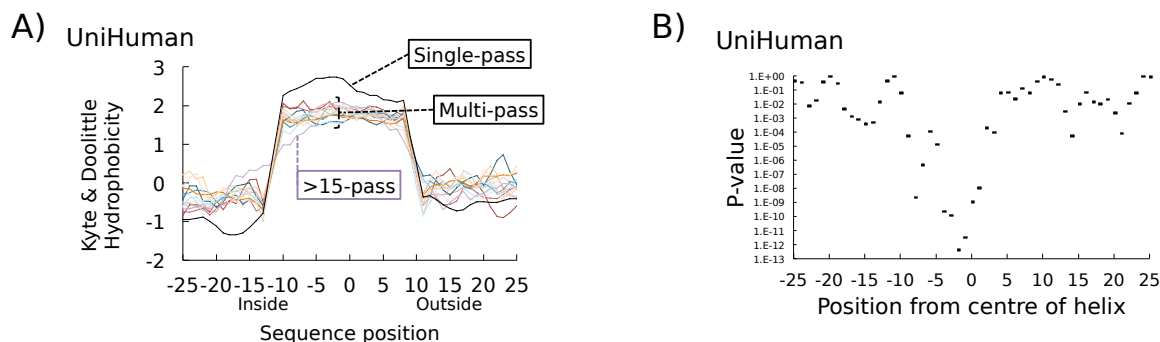 A)
UniHuman
Kyte & Doolittle
Hydrophobicity
3
2
1
0
-1
-2
Single-pass
Multi-pass
>15-pass
-25 -20 -15 -10 -5 0 5 10 15 20 25
Inside Outside
Sequence position
B)
UniHuman
P-value
1.E+00
1.E-01
1.E-02
1.E-03
1.E-04
1.E-05
1.E-06
1.E-07
1.E-08
1.E-09
1.E-10
1.E-11
1.E-12
1.E-13
-25 -20 -15 -10 -5 0 5 10 15 20 25
Position from centre of helix